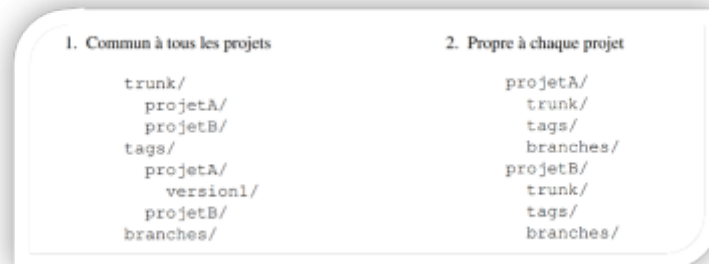 1. Commun à tous les projets
trunk/
projetA/
projetB/
tags/
projetA/
version1/
projetB/
branches/
2. Propre à chaque projet
projetA/
trunk/
tags/
branches/
projetB/
trunk/
tags/
branches/